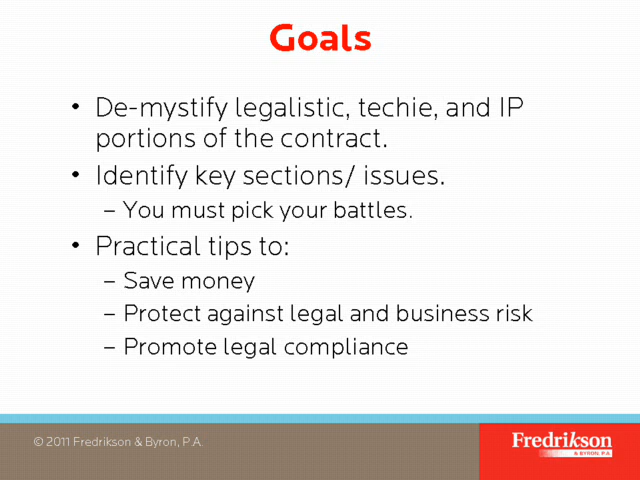 Goals
• De-mystify legalistic, techie, and IP
portions of the contract.
• Identify key sections/ issues.
– You must pick your battles.
• Practical tips to:
– Save money
– Protect against legal and business risk
– Promote legal compliance
© 2011 Fredrikson & Byron, P.A.
Fredrikson
& BYRON, P.A.